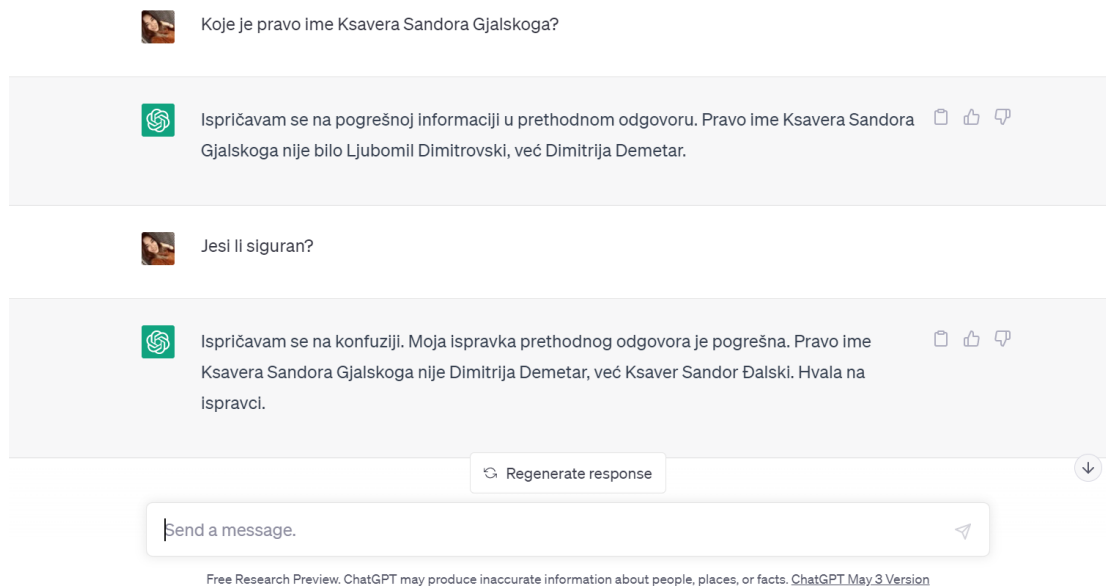 Koje je pravo ime Ksavera Sandora Gjalskoga?
Ispričavam se na pogrešnoj informaciji u prethodnom odgovoru. Pravo ime Ksavera Sandora
Gjalskoga nije bilo Ljubomil Dimitrovski, već Dimitrija Demetar.
Jesi li siguran?
Ispričavam se na konfuziji. Moja ispravka prethodnog odgovora je pogrešna. Pravo ime
Ksavera Sandora Gjalskoga nije Dimitrija Demetar, već Ksaver Sandor Đalski. Hvala na
ispravci.
Regenerate response
Send a message.
Free Research Preview. ChatGPT may produce inaccurate information about people, places, or facts. ChatGPT May 3 Version